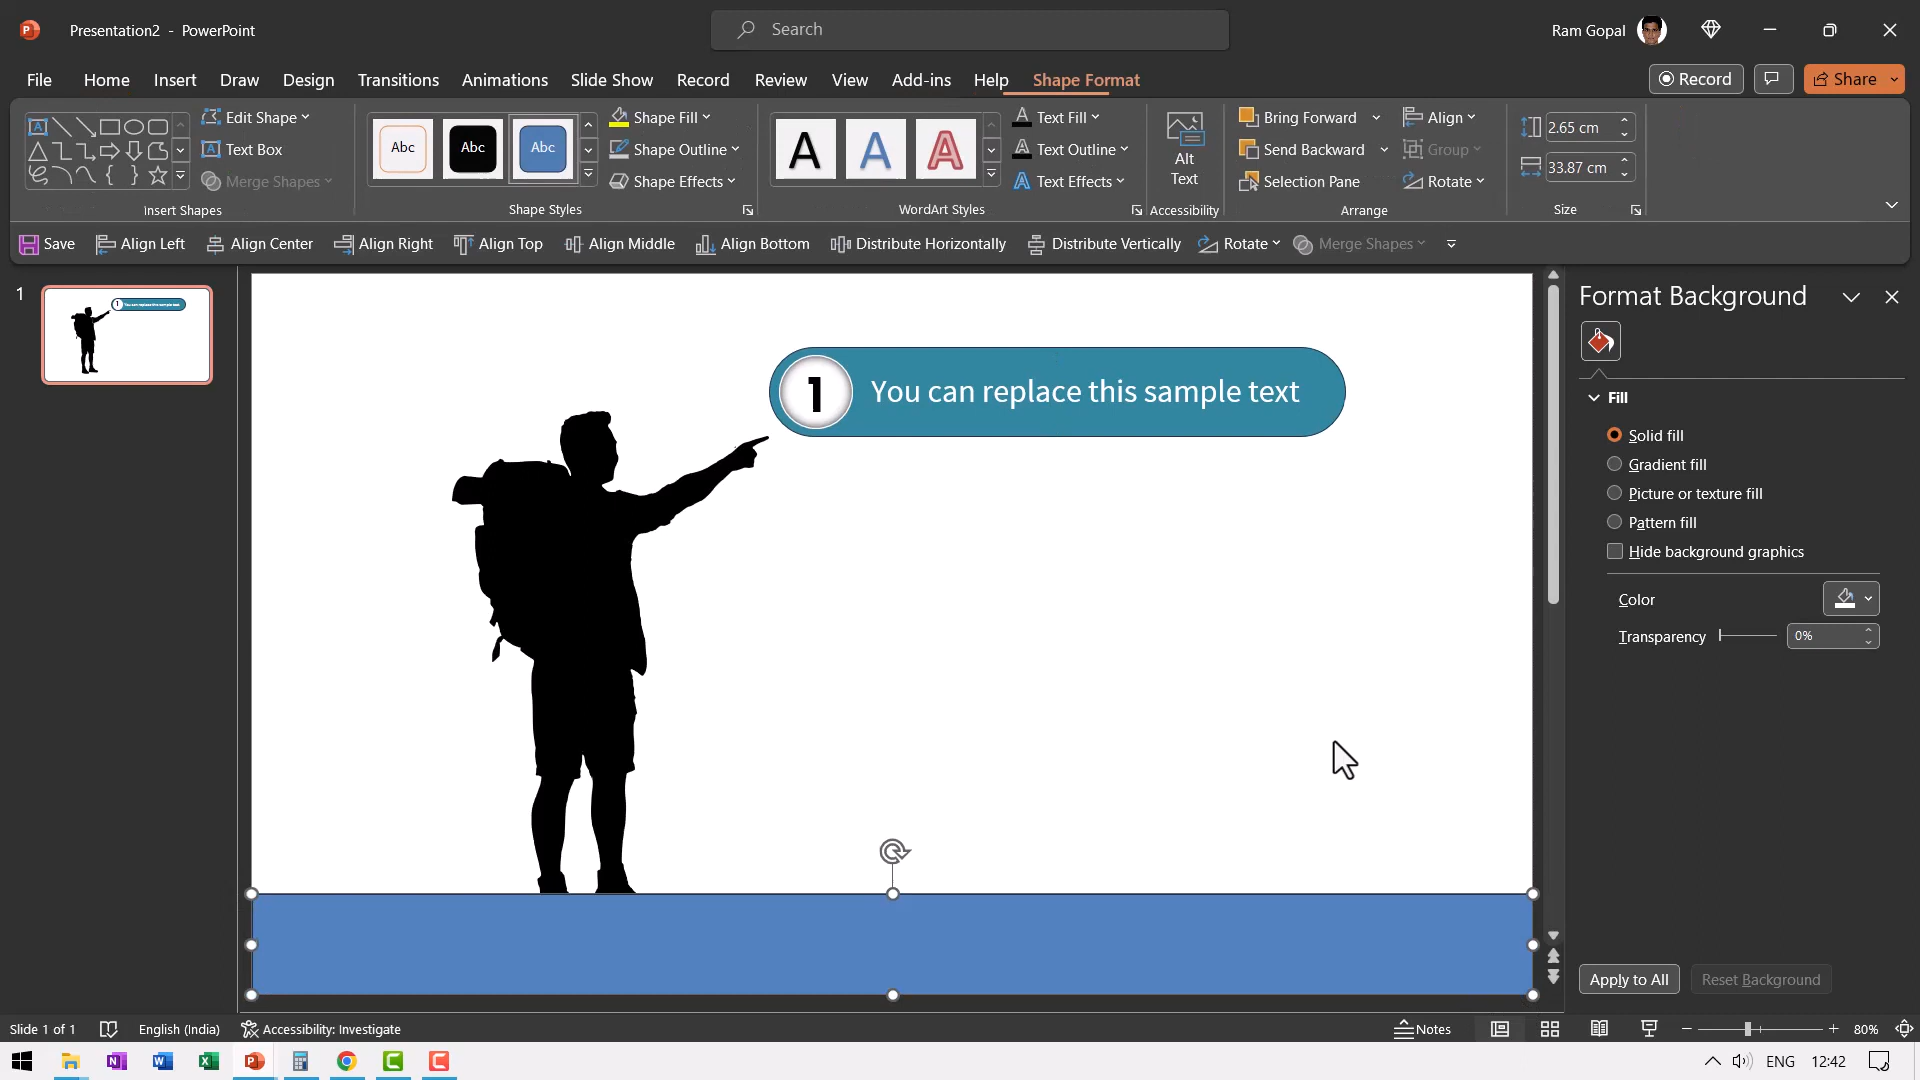 Presentation2 - PowerPoint
Search
Ram Gopal
File Home Insert Draw Design Transitions Animations Slide Show Record Review View Add-ins Help Shape Format
Record
Share
Edit Shape
Text Box
Merge Shapes
Insert Shapes
Abc Abc Abc
Shape Fill
Shape Outline
Shape Effects
Shape Styles
A A A
Text Fill
Text Outline
Text Effects
WordArt Styles
Alt
Text
Accessibility
Bring Forward
Send Backward
Selection Pane
Align
Group
Rotate
Arrange
2.65 cm
33.87 cm
Size
Save Align Left Align Center Align Right Align Top Align Middle Align Bottom Distribute Horizontally Distribute Vertically Rotate Merge Shapes
1
1 You can replace this sample text
1 You can replace this sample text
Format Background
Fill
Solid fill
Gradient fill
Picture or texture fill
Pattern fill
Hide background graphics
Color
Transparency 0%
Apply to All Reset Background
Slide 1 of 1 English (India) Accessibility: Investigate Notes 80%
ENG 12:42